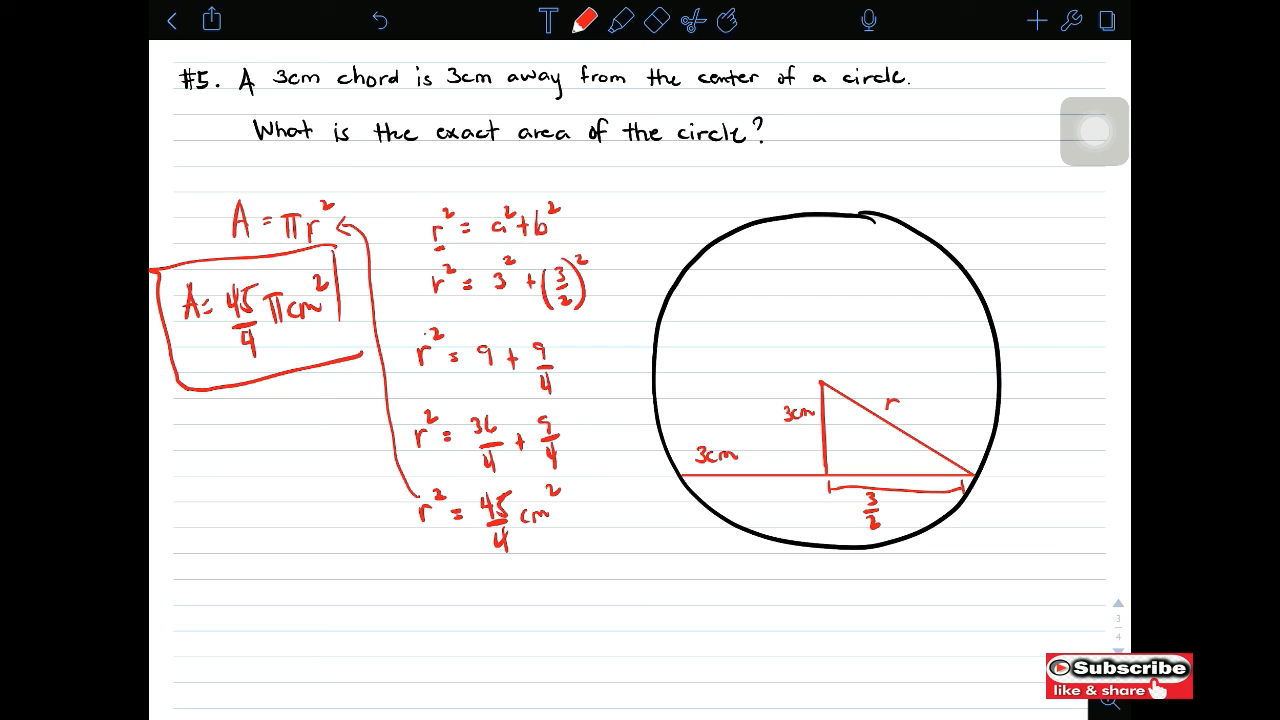 #5. A 3cm chord is 3cm away from the center of a circle.
What is the exact area of the circle?
A = πr²
A = 45/4 π cm²
r² = a² + b²
r² = 3² + (3/2)²
r² = 9 + 9/4
r² = 36/4 + 9/4
r² = 45/4 cm²
3cm
r
3cm
3/2
3
4
Subscribe
like & share